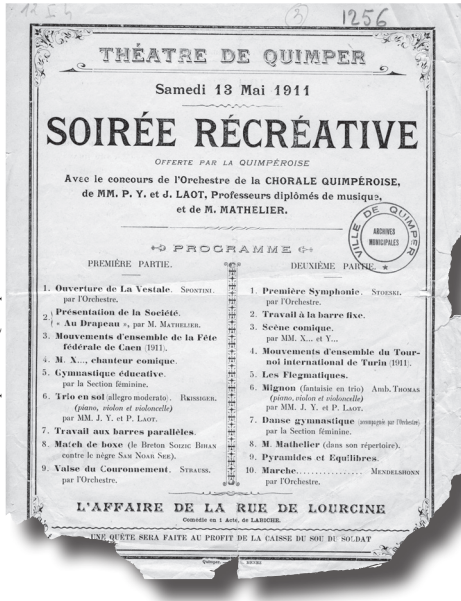 1256
THÉATRE DE QUIMPER
Samedi 13 Mai 1911
SOIRÉE RÉCRÉATIVE
OFFERTE PAR LA QUIMPÉROISE
Avec le concours de l'Orchestre de la CHORALE QUIMPÉROISE,
de MM. P. Y. et J. LAOT, Professeurs diplômés de musique,
et de M. MATHELIER.
VILLE DE QUIMPER
ARCHIVES
MUNICIPALES
PROGRAMME
PREMIÈRE PARTIE.
1. Ouverture de La Vestale. SPONTINI.
par l'Orchestre.
2. Présentation de la Société.
« Au Drapeau », par M. MATHELIER.
3. Mouvements d'ensemble de la Fête
fédérale de Caen (1911).
4. M. X..., chanteur comique.
5. Gymnastique éducative.
par la Section féminine.
6. Trio en sol (allegro moderato). REISSIGER.
(piano, violon et violoncelle)
par MM. J. Y. et P. LAOT.
7. Travail aux barres parallèles.
8. Match de boxe (le Breton SOLZIC BIHAN
contre le nègre SAM NOAR SEE).
9. Valse du Couronnement. STRAUSS.
par l'Orchestre.
DEUXIÈME PARTIE.
1. Première Symphonie. STOESKI.
par l'Orchestre.
2. Travail à la barre fixe.
3. Scène comique.
par MM. X... et Y...
4. Mouvements d'ensemble du Tour-
noi international de Turin (1911).
5. Les Flegmatiques.
6. Mignon (fantaisie en trio) Amb. THOMAS
(piano, violon et violoncelle)
par MM. J. Y. et P. LAOT.
7. Danse gymnastique (accompagnée par l'Orchestre)
par la Section féminine.
8. M. Mathelier (dans son répertoire).
9. Pyramides et Equilibres.
10. Marche................ MENDELSHONN
par l'Orchestre.
L'AFFAIRE DE LA RUE DE LOURCINE
Comédie en 1 Acte, de LABICHE.
UNE QUÊTE SERA FAITE AU PROFIT DE LA CAISSE DU SOU DU SOLDAT